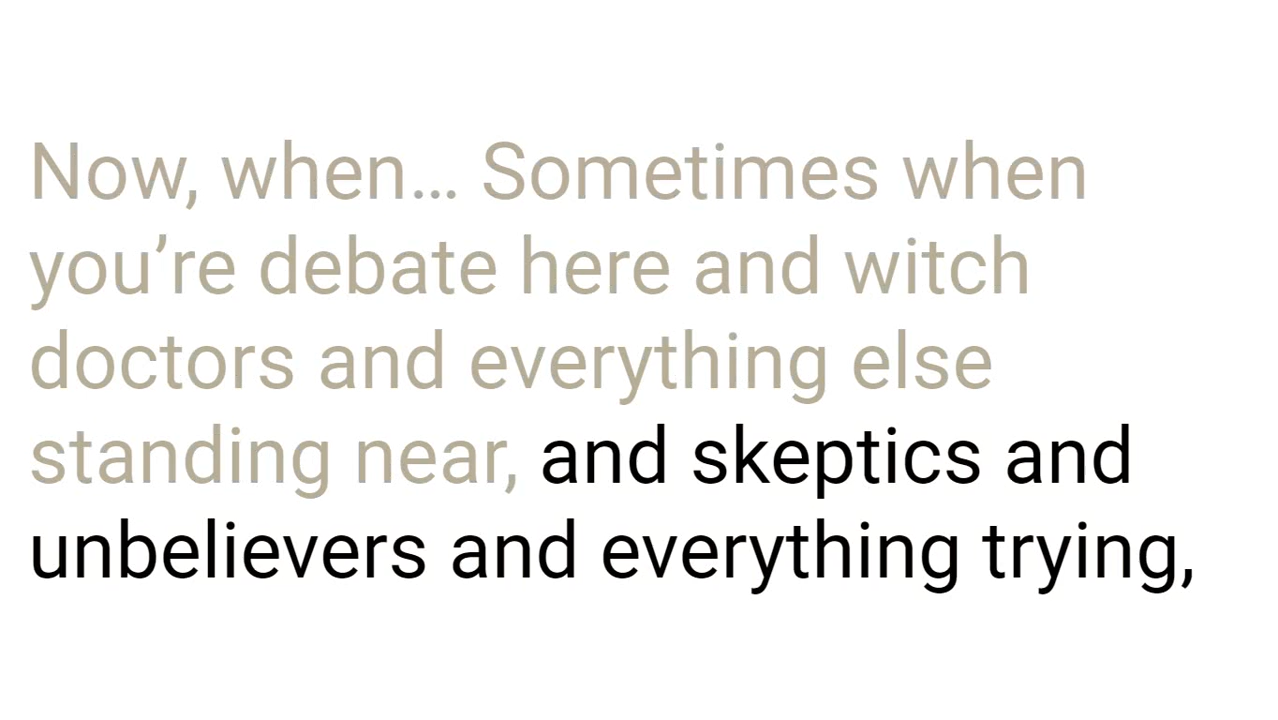 Now, when… Sometimes when
you’re debate here and witch
doctors and everything else
standing near, and skeptics and
unbelievers and everything trying,